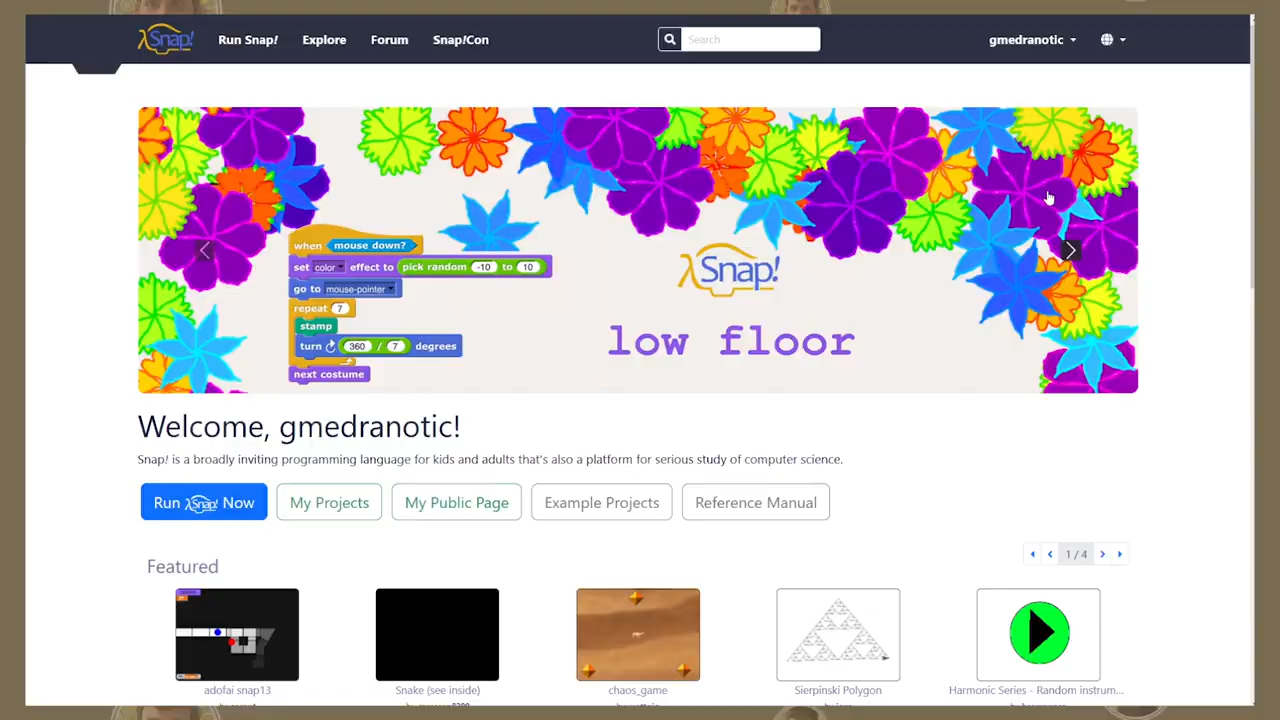 λSnap! Run Snap! Explore Forum Snap!Con Search gmedranotic
when mouse down?
set color effect to pick random -10 to 10
go to mouse-pointer
repeat 7
stamp
turn 360 / 7 degrees
next costume
λSnap!
low floor
Welcome, gmedranotic!
Snap! is a broadly inviting programming language for kids and adults that's also a platform for serious study of computer science.
Run λSnap! Now My Projects My Public Page Example Projects Reference Manual
Featured
1 / 4
adofai snap13 Snake (see inside) chaos_game Sierpinski Polygon Harmonic Series - Random instrum...